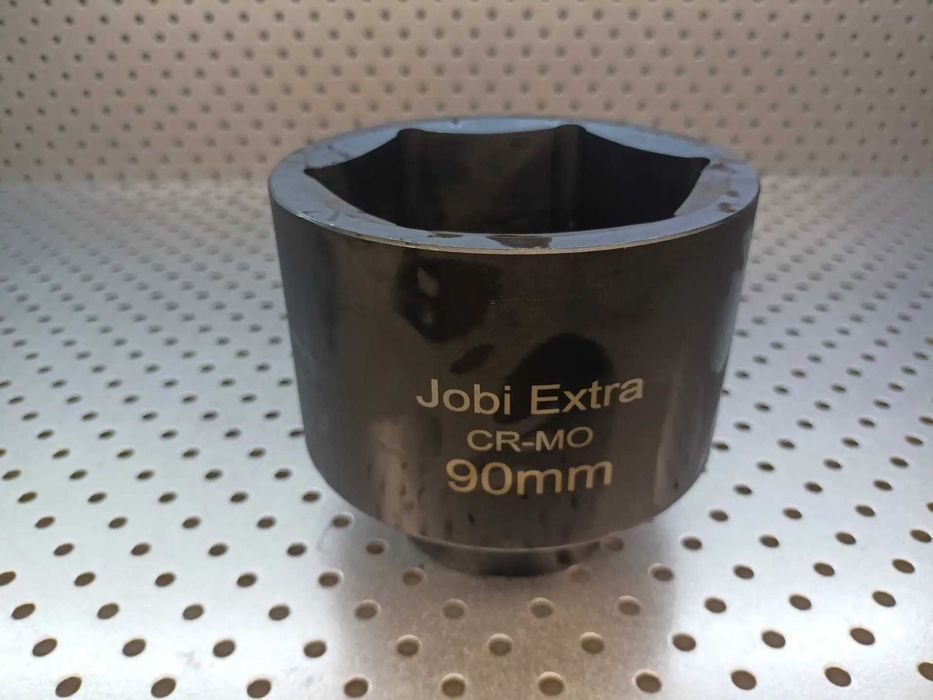 Jobi Extra
CR-MO
90mm